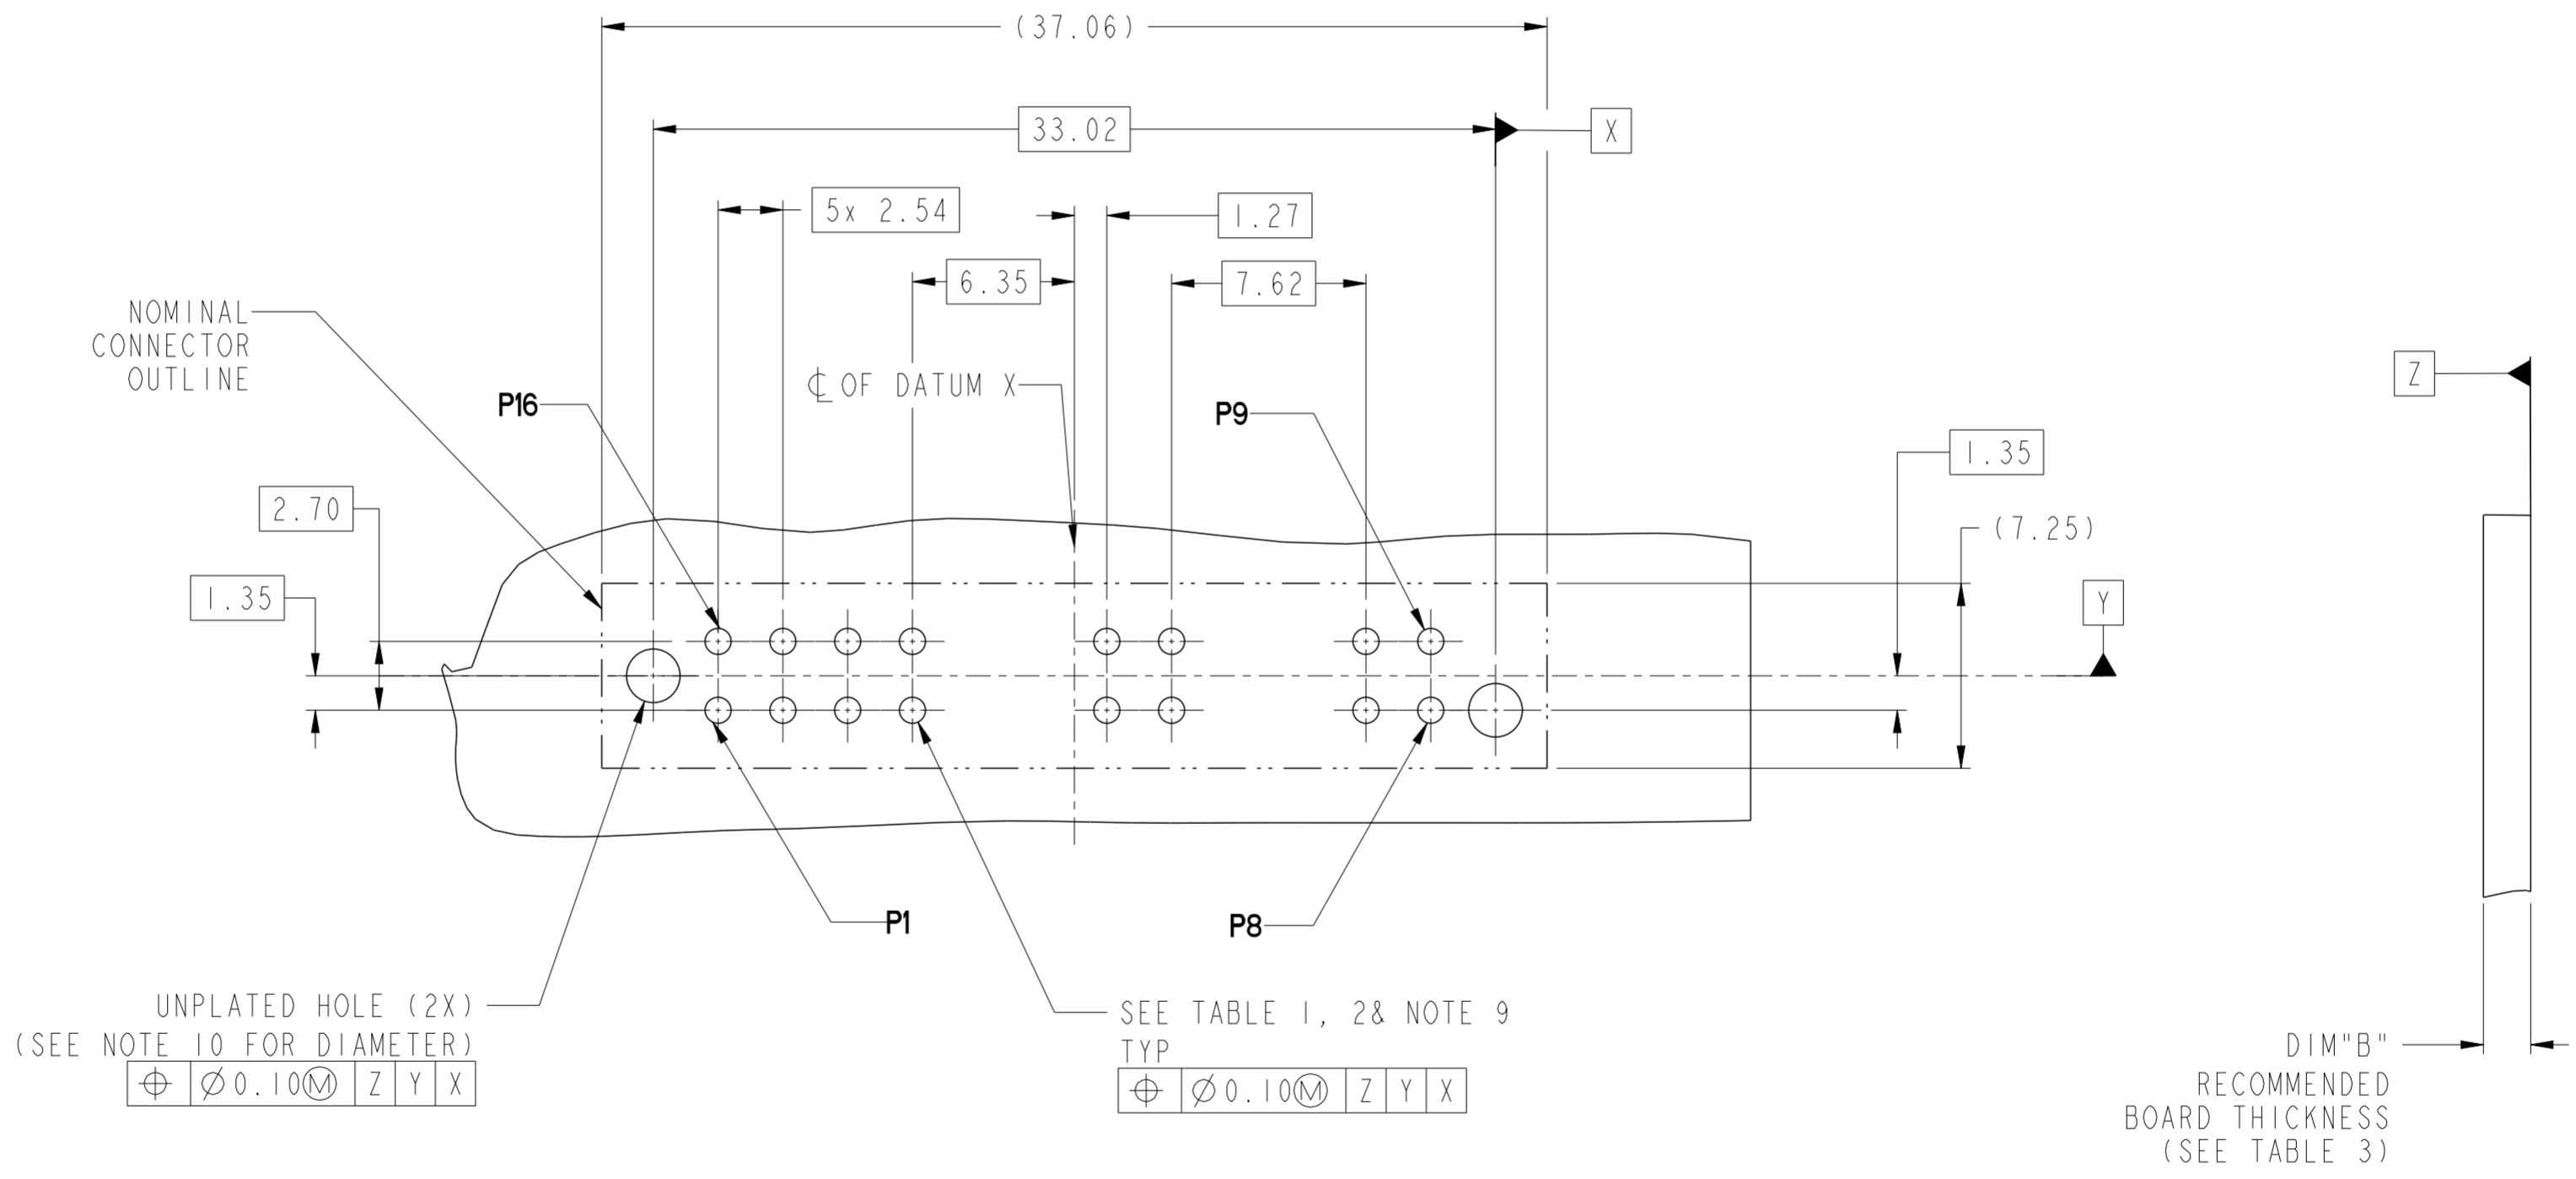 (37.06)
33.02
X
5x 2.54
1.27
6.35
7.62
NOMINAL
CONNECTOR
OUTLINE
℄ OF DATUM X
P16
P9
Z
1.35
2.70
(7.25)
1.35
Y
P1
P8
UNPLATED HOLE (2X)
(SEE NOTE 10 FOR DIAMETER)
⌖ Ø0.10Ⓜ Z Y X
SEE TABLE 1, 2& NOTE 9
TYP
⌖ Ø0.10Ⓜ Z Y X
DIM"B"
RECOMMENDED
BOARD THICKNESS
(SEE TABLE 3)